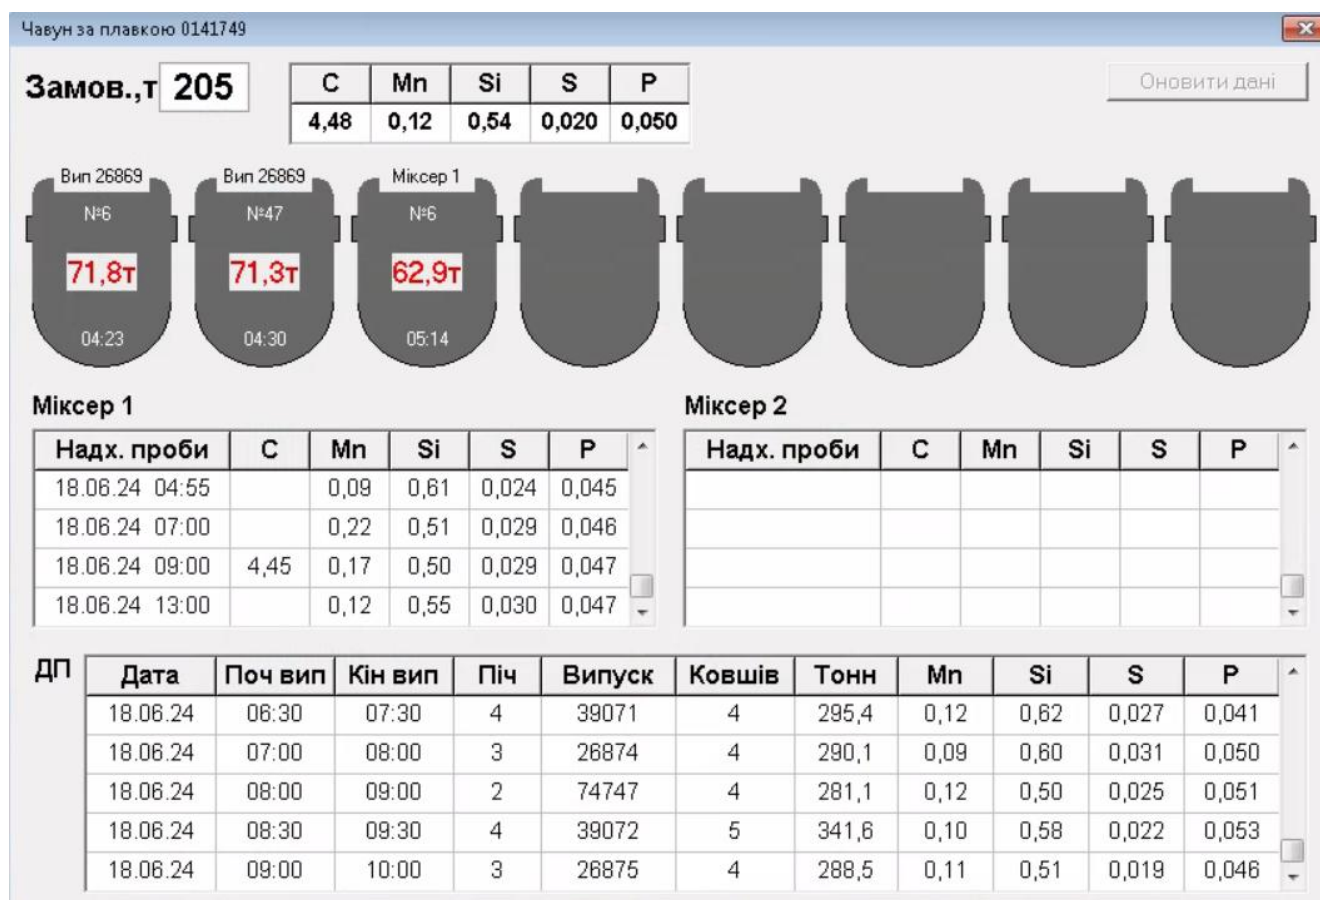 Чавун за плавкою 0141749
Замов.,т 205
C Mn Si S P
4,48 0,12 0,54 0,020 0,050
Оновити дані
Вип 26869 Вип 26869 Міксер 1
№6 №47 №6
71,8т 71,3т 62,9т
04:23 04:30 05:14
Міксер 1
Надх. проби C Mn Si S P
18.06.24 04:55 0,09 0,61 0,024 0,045
18.06.24 07:00 0,22 0,51 0,029 0,046
18.06.24 09:00 4,45 0,17 0,50 0,029 0,047
18.06.24 13:00 0,12 0,55 0,030 0,047
Міксер 2
Надх. проби C Mn Si S P
ДП
Дата Поч вип Кін вип Піч Випуск Ковшів Тонн Mn Si S P
18.06.24 06:30 07:30 4 39071 4 295,4 0,12 0,62 0,027 0,041
18.06.24 07:00 08:00 3 26874 4 290,1 0,09 0,60 0,031 0,050
18.06.24 08:00 09:00 2 74747 4 281,1 0,12 0,50 0,025 0,051
18.06.24 08:30 09:30 4 39072 5 341,6 0,10 0,58 0,022 0,053
18.06.24 09:00 10:00 3 26875 4 288,5 0,11 0,51 0,019 0,046